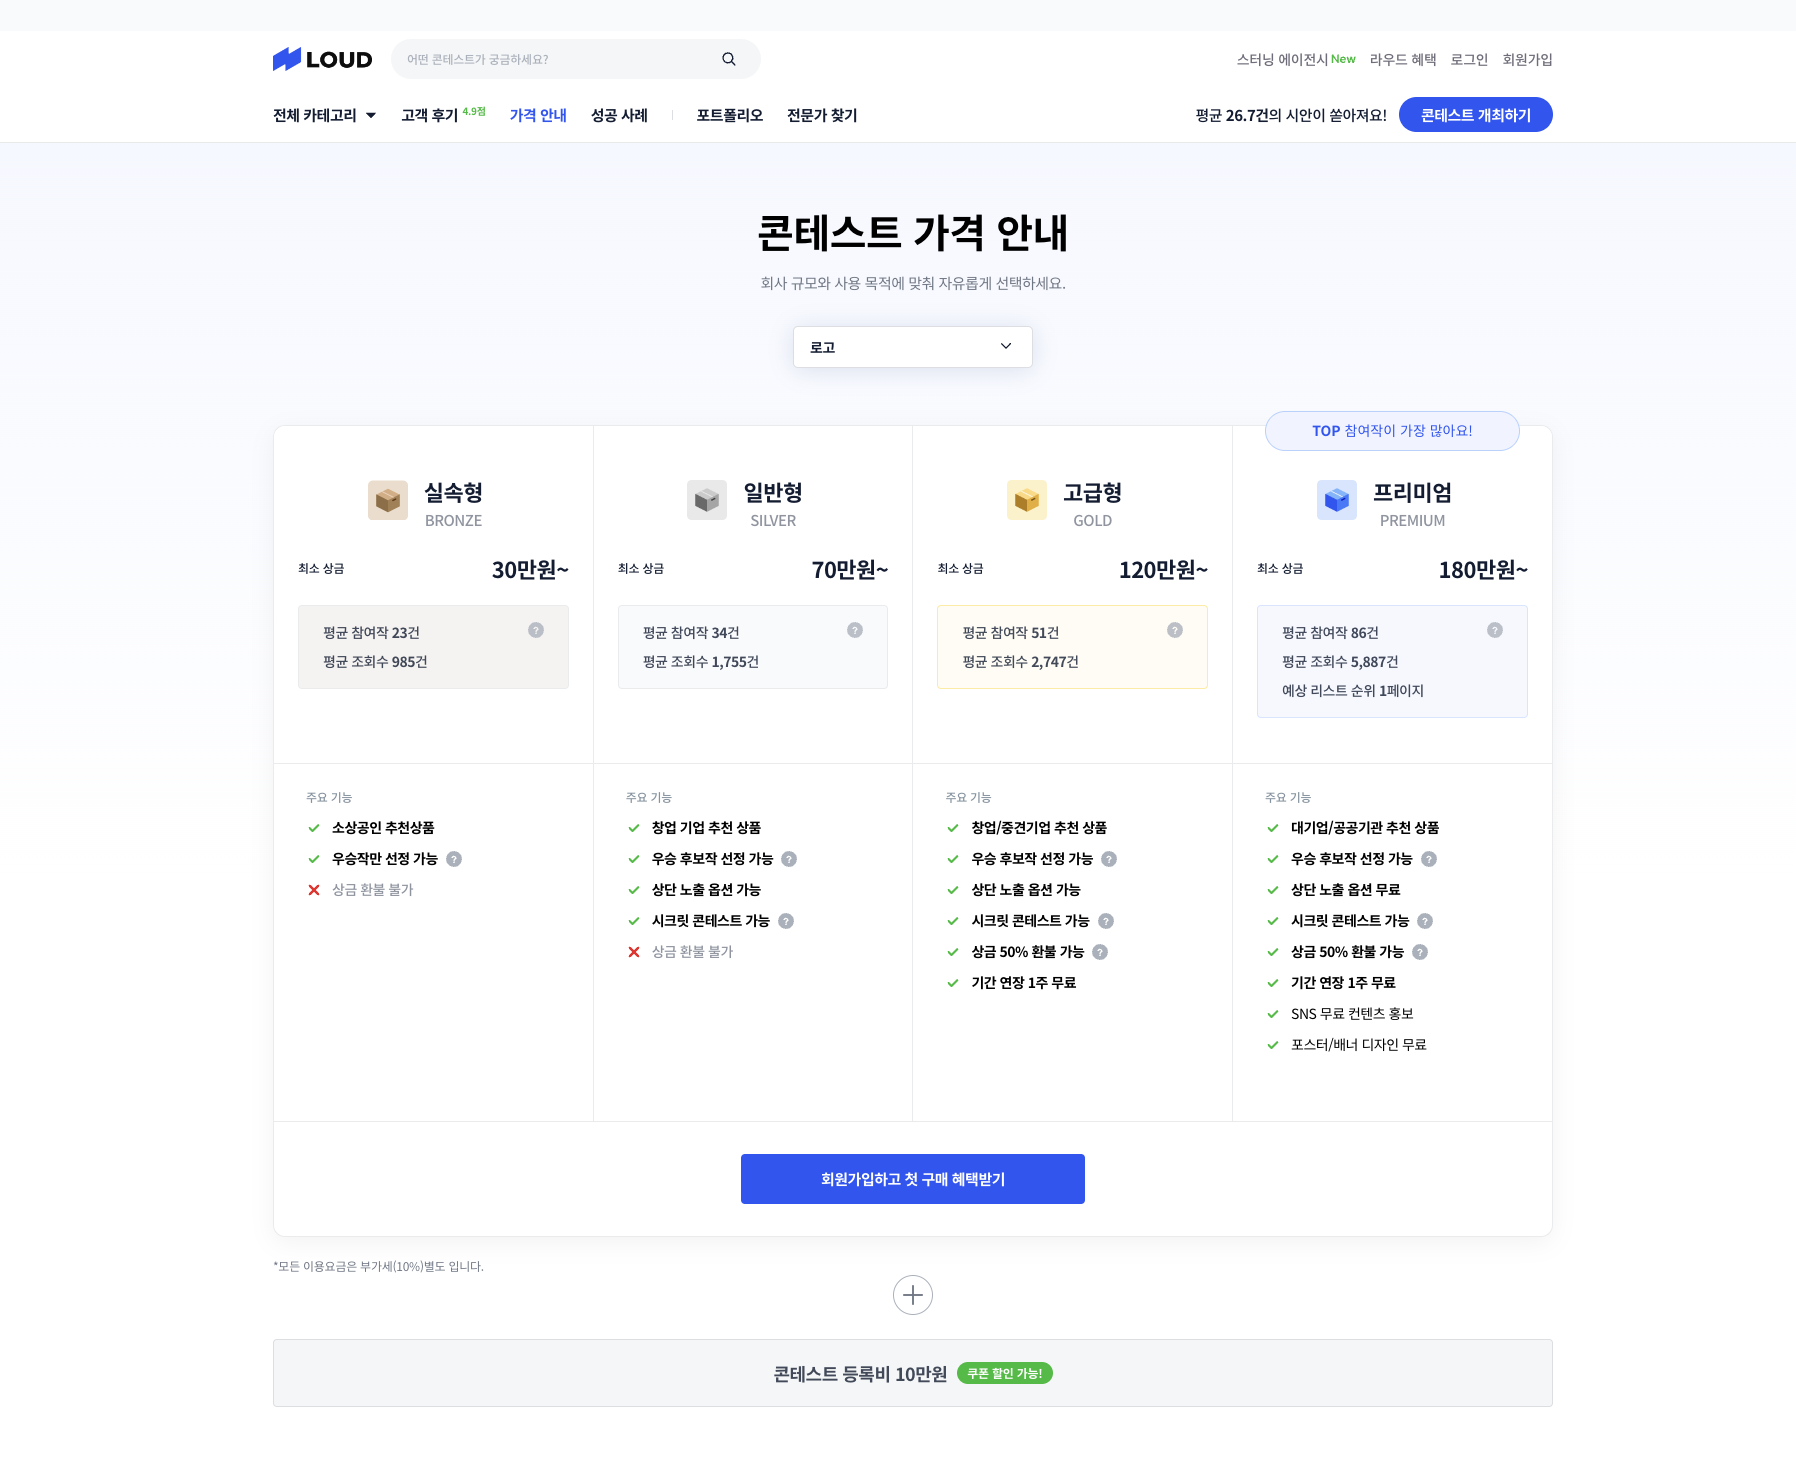 LOUD
어떤 콘테스트가 궁금하세요?
스터닝 에이전시 New 라우드 혜택 로그인 회원가입
전체 카테고리 고객 후기 4.9점 가격 안내 성공 사례 포트폴리오 전문가 찾기
평균 26.7건의 시안이 쏟아져요! 콘테스트 개최하기
콘테스트 가격 안내
회사 규모와 사용 목적에 맞춰 자유롭게 선택하세요.
로고
실속형
BRONZE
최소 상금 30만원~
평균 참여작 23건 ?
평균 조회수 985건
주요 기능
소상공인 추천상품
우승작만 선정 가능 ?
상금 환불 불가
일반형
SILVER
최소 상금 70만원~
평균 참여작 34건 ?
평균 조회수 1,755건
주요 기능
창업 기업 추천 상품
우승 후보작 선정 가능 ?
상단 노출 옵션 가능
시크릿 콘테스트 가능 ?
상금 환불 불가
고급형
GOLD
최소 상금 120만원~
평균 참여작 51건 ?
평균 조회수 2,747건
주요 기능
창업/중견기업 추천 상품
우승 후보작 선정 가능 ?
상단 노출 옵션 가능
시크릿 콘테스트 가능 ?
상금 50% 환불 가능 ?
기간 연장 1주 무료
TOP 참여작이 가장 많아요!
프리미엄
PREMIUM
최소 상금 180만원~
평균 참여작 86건 ?
평균 조회수 5,887건
예상 리스트 순위 1페이지
주요 기능
대기업/공공기관 추천 상품
우승 후보작 선정 가능 ?
상단 노출 옵션 무료
시크릿 콘테스트 가능 ?
상금 50% 환불 가능 ?
기간 연장 1주 무료
SNS 무료 컨텐츠 홍보
포스터/배너 디자인 무료
회원가입하고 첫 구매 혜택받기
*모든 이용요금은 부가세(10%)별도 입니다.
콘테스트 등록비 10만원 쿠폰 할인 가능!